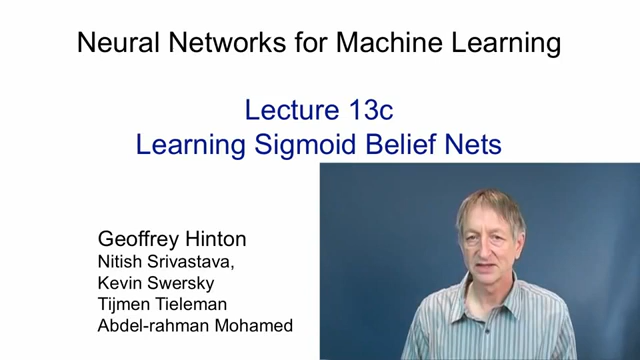 Neural Networks for Machine Learning
Lecture 13c
Learning Sigmoid Belief Nets
Geoffrey Hinton
Nitish Srivastava,
Kevin Swersky
Tijmen Tieleman
Abdel-rahman Mohamed